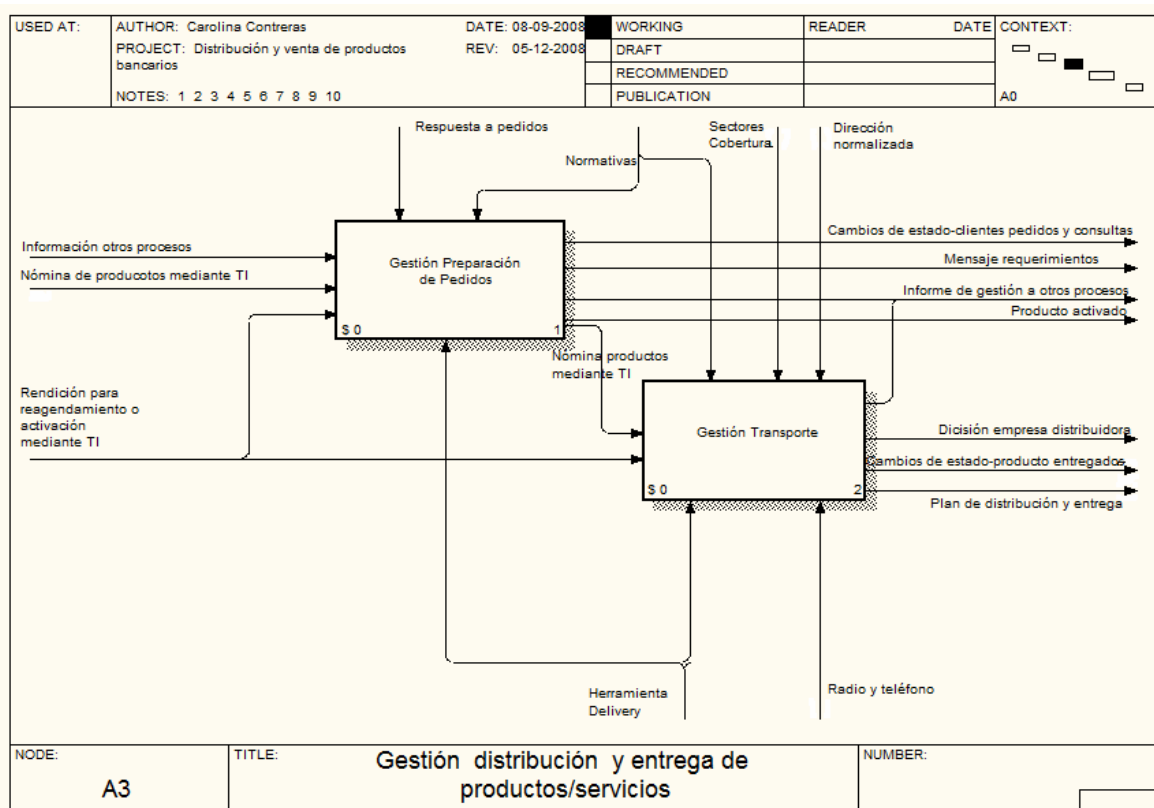 USED AT:
AUTHOR: Carolina Contreras
DATE: 08-09-2008
WORKING
READER
DATE
CONTEXT:
PROJECT: Distribución y venta de productos
bancarios
REV: 05-12-2008
DRAFT
RECOMMENDED
NOTES: 1 2 3 4 5 6 7 8 9 10
PUBLICATION
A0
Respuesta a pedidos
Normativas
Sectores
Cobertura
Dirección
normalizada
Información otros procesos
Nómina de producotos mediante TI
Gestión Preparación
de Pedidos
$ 0
1
Cambios de estado-clientes pedidos y consultas
Mensaje requerimientos
Informe de gestión a otros procesos
Producto activado
Nómina productos
mediante TI
Rendición para
reagendamiento o
activación
mediante TI
Gestión Transporte
$ 0
2
Dicisión empresa distribuidora
Cambios de estado-producto entregados
Plan de distribución y entrega
Herramienta
Delivery
Radio y teléfono
NODE:
A3
TITLE:
Gestión distribución y entrega de
productos/servicios
NUMBER: